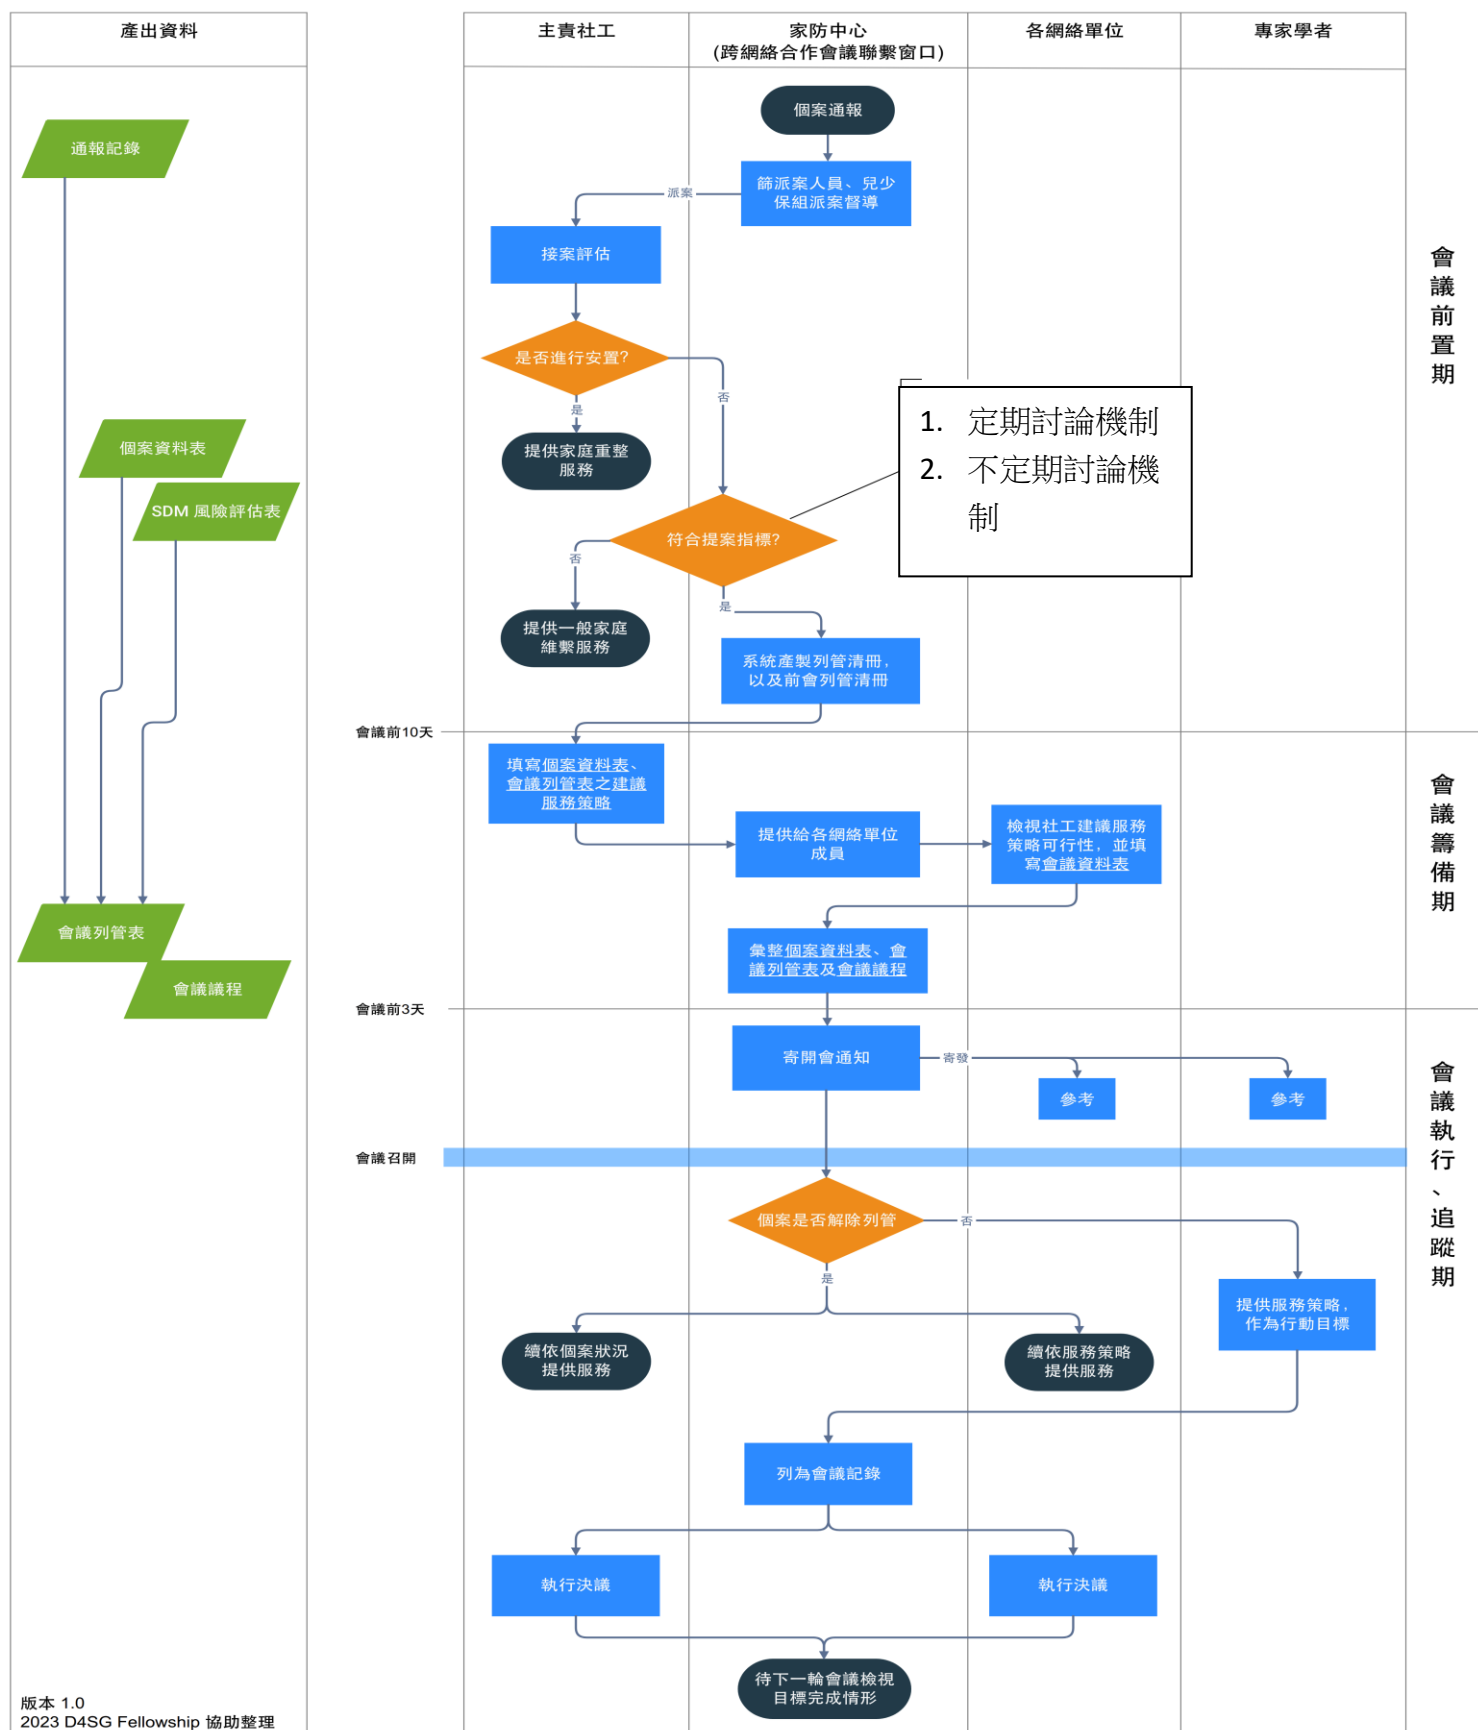 產出資料
主責社工
家防中心
(跨網絡合作會議聯繫窗口)
各網絡單位
專家學者
個案通報
通報記錄
篩派案人員、兒少
保組派案督導
派案
接案評估
會議前置期
是否進行安置?
否
是
1. 定期討論機制
2. 不定期討論機
制
提供家庭重整
服務
個案資料表
SDM 風險評估表
符合提案指標?
否
是
提供一般家庭
維繫服務
系統產製列管清冊,
以及前會列管清冊
會議前10天
填寫個案資料表、
會議列管表之建議
服務策略
會議籌備期
提供給各網絡單位
成員
檢視社工建議服務
策略可行性, 並填
寫會議資料表
會議列管表
彙整個案資料表、會
議列管表及會議議程
會議議程
會議前3天
寄開會通知
寄發
參考
參考
會議執行、追蹤期
會議召開
個案是否解除列管
否
是
提供服務策略,
作為行動目標
續依個案狀況
提供服務
續依服務策略
提供服務
列為會議記錄
執行決議
執行決議
待下一輪會議檢視
目標完成情形
版本 1.0
2023 D4SG Fellowship 協助整理